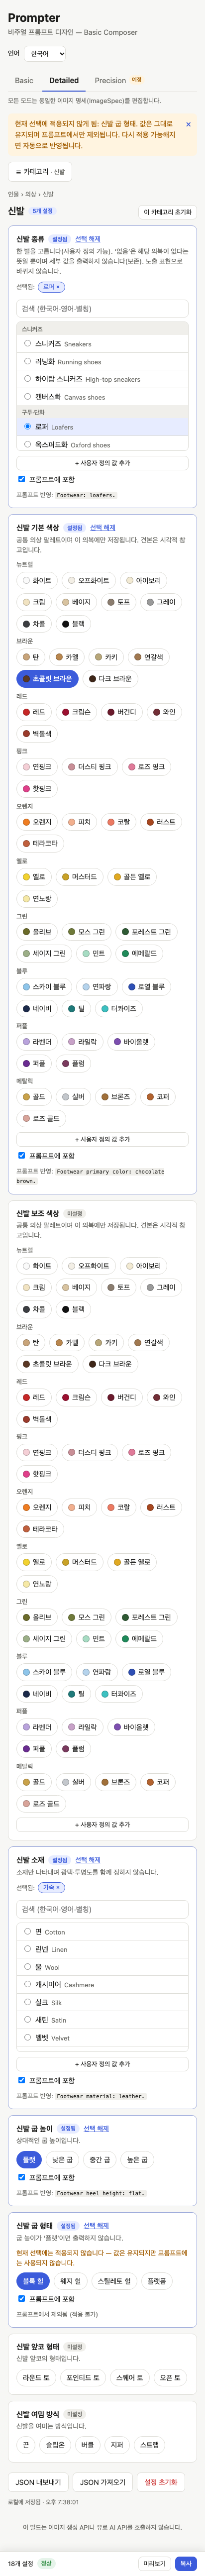 Prompter
비주얼 프롬프트 디자인 — Basic Composer
언어 한국어
Basic Detailed Precision 예정
모든 모드는 동일한 이미지 명세(ImageSpec)를 편집합니다.
현재 선택에 적용되지 않게 됨: 신발 굽 형태. 값은 그대로
유지되며 프롬프트에서만 제외됩니다. 다시 적용 가능해지
면 자동으로 반영됩니다.
×
≡ 카테고리 · 신발
인물 › 의상 › 신발
신발 5개 설정 이 카테고리 초기화
신발 종류 설정됨 선택 해제
한 벌을 고릅니다(사용자 정의 가능). ‘없음’은 해당 의복이 없다는
뜻일 뿐이며 세부 값을 출력하지 않습니다(보존). 노출 표현으로
바뀌지 않습니다.
선택됨: 로퍼 ×
검색 (한국어·영어·별칭)
스니커즈
스니커즈 Sneakers
러닝화 Running shoes
하이탑 스니커즈 High-top sneakers
캔버스화 Canvas shoes
구두·단화
로퍼 Loafers
옥스퍼드화 Oxford shoes
+ 사용자 정의 값 추가
프롬프트에 포함
프롬프트 반영: Footwear: loafers.
신발 기본 색상 설정됨 선택 해제
공통 의상 팔레트이며 이 의복에만 저장됩니다. 견본은 시각적 참
고입니다.
뉴트럴
화이트 오프화이트 아이보리
크림 베이지 토프 그레이
차콜 블랙
브라운
탄 카멜 카키 연갈색
초콜릿 브라운 다크 브라운
레드
레드 크림슨 버건디 와인
벽돌색
핑크
연핑크 더스티 핑크 로즈 핑크
핫핑크
오렌지
오렌지 피치 코랄 러스트
테라코타
옐로
옐로 머스터드 골든 옐로
연노랑
그린
올리브 모스 그린 포레스트 그린
세이지 그린 민트 에메랄드
블루
스카이 블루 연파랑 로열 블루
네이비 틸 터콰이즈
퍼플
라벤더 라일락 바이올렛
퍼플 플럼
메탈릭
골드 실버 브론즈 코퍼
로즈 골드
+ 사용자 정의 값 추가
프롬프트에 포함
프롬프트 반영: Footwear primary color: chocolate
brown.
신발 보조 색상 미설정
공통 의상 팔레트이며 이 의복에만 저장됩니다. 견본은 시각적 참
고입니다.
뉴트럴
화이트 오프화이트 아이보리
크림 베이지 토프 그레이
차콜 블랙
브라운
탄 카멜 카키 연갈색
초콜릿 브라운 다크 브라운
레드
레드 크림슨 버건디 와인
벽돌색
핑크
연핑크 더스티 핑크 로즈 핑크
핫핑크
오렌지
오렌지 피치 코랄 러스트
테라코타
옐로
옐로 머스터드 골든 옐로
연노랑
그린
올리브 모스 그린 포레스트 그린
세이지 그린 민트 에메랄드
블루
스카이 블루 연파랑 로열 블루
네이비 틸 터콰이즈
퍼플
라벤더 라일락 바이올렛
퍼플 플럼
메탈릭
골드 실버 브론즈 코퍼
로즈 골드
+ 사용자 정의 값 추가
신발 소재 설정됨 선택 해제
소재만 나타내며 광택·투명도를 함께 정하지 않습니다.
선택됨: 가죽 ×
검색 (한국어·영어·별칭)
면 Cotton
리넨 Linen
울 Wool
캐시미어 Cashmere
실크 Silk
새틴 Satin
벨벳 Velvet
+ 사용자 정의 값 추가
프롬프트에 포함
프롬프트 반영: Footwear material: leather.
신발 굽 높이 설정됨 선택 해제
상대적인 굽 높이입니다.
플랫 낮은 굽 중간 굽 높은 굽
프롬프트에 포함
프롬프트 반영: Footwear heel height: flat.
신발 굽 형태 설정됨 선택 해제
굽 높이가 ‘플랫’이면 출력하지 않습니다.
현재 선택에는 적용되지 않습니다 — 값은 유지되지만 프롬프트에
는 사용되지 않습니다.
블록 힐 웨지 힐 스틸레토 힐 플랫폼
프롬프트에 포함
프롬프트에서 제외됨 (적용 불가)
신발 앞코 형태 미설정
신발 앞코의 형태입니다.
라운드 토 포인티드 토 스퀘어 토 오픈 토
신발 여밈 방식 미설정
신발을 여미는 방식입니다.
끈 슬립온 버클 지퍼 스트랩
JSON 내보내기 JSON 가져오기 설정 초기화
로컬에 저장됨 · 오후 7:38:01
이 빌드는 이미지 생성 API나 유료 AI API를 호출하지 않습니다.
18개 설정 정상 미리보기 복사